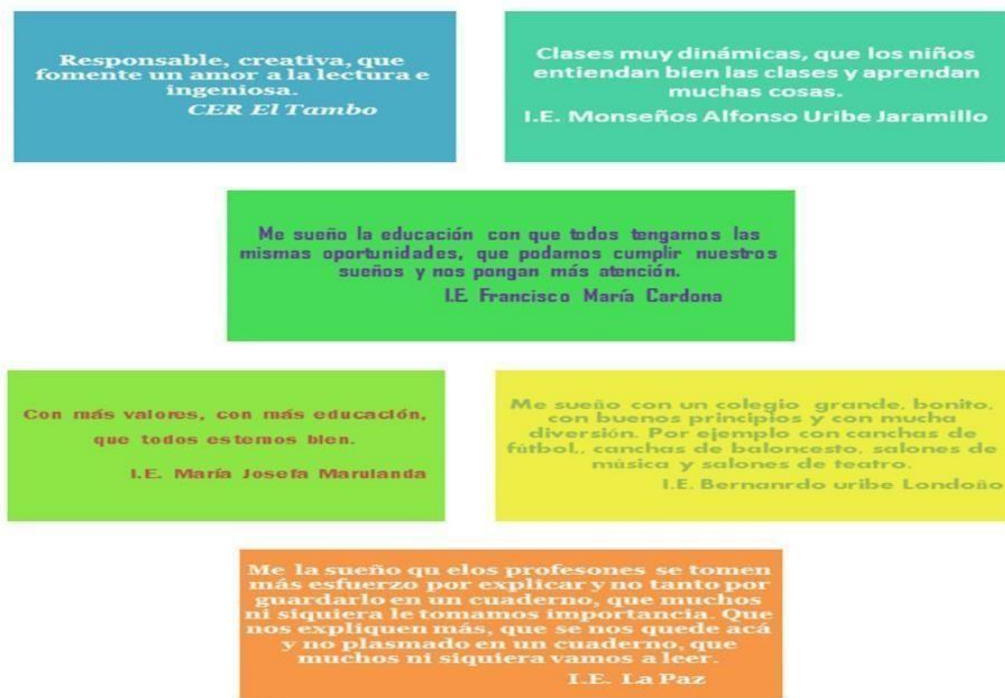 Responsable, creativa, que
fomente un amor a la lectura e
ingeniosa.
CER El Tambo
Clases muy dinámicas, que los niños
entiendan bien las clases y aprendan
muchas cosas.
I.E. Monseños Alfonso Uribe Jaramillo
Me sueño la educación con que todos tengamos las
mismas oportunidades, que podamos cumplir nuestros
sueños y nos pongan más atención.
I.E. Francisco María Cardona
Con más valores, con más educación,
que todos estemos bien.
I.E. María Josefa Marulanda
Me sueño con un colegio grande, bonito,
con buenos principios y con mucha
diversión. Por ejemplo con canchas de
fútbol,, canchas de baloncesto, salones de
música y salones de teatro.
I.E. Bernanrdo uribe Londoño
Me la sueño qu elos profesones se tomen
más esfuerzo por explicar y no tanto por
guardarlo en un cuaderno, que muchos
ni siquiera le tomamos importancia. Que
nos expliquen más, que se nos quede acá
y no plasmado en un cuaderno, que
muchos ni siquiera vamos a leer.
I.E. La Paz